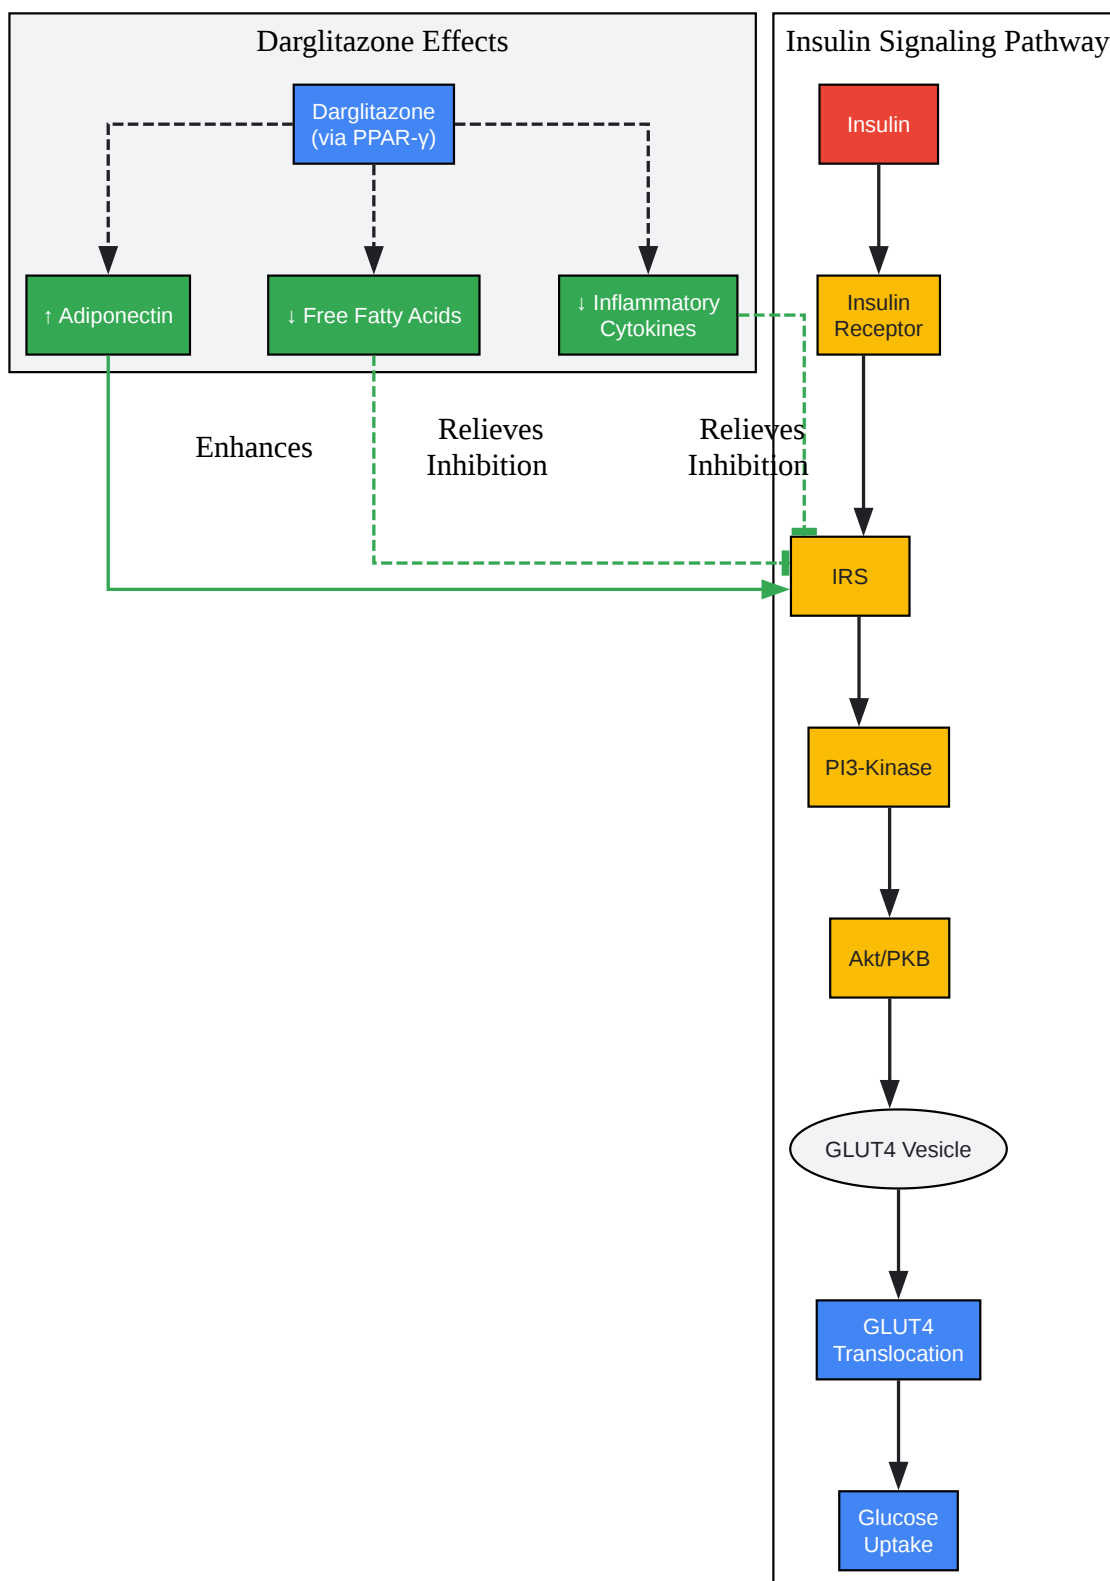 Darglitazone Effects
Darglitazone
(via PPAR-γ)
↑ Adiponectin
↓ Free Fatty Acids
↓ Inflammatory
Cytokines
Enhances
Relieves
Inhibition
Relieves
Inhibition
Insulin Signaling Pathway
Insulin
Insulin
Receptor
IRS
PI3-Kinase
Akt/PKB
GLUT4 Vesicle
GLUT4
Translocation
Glucose
Uptake